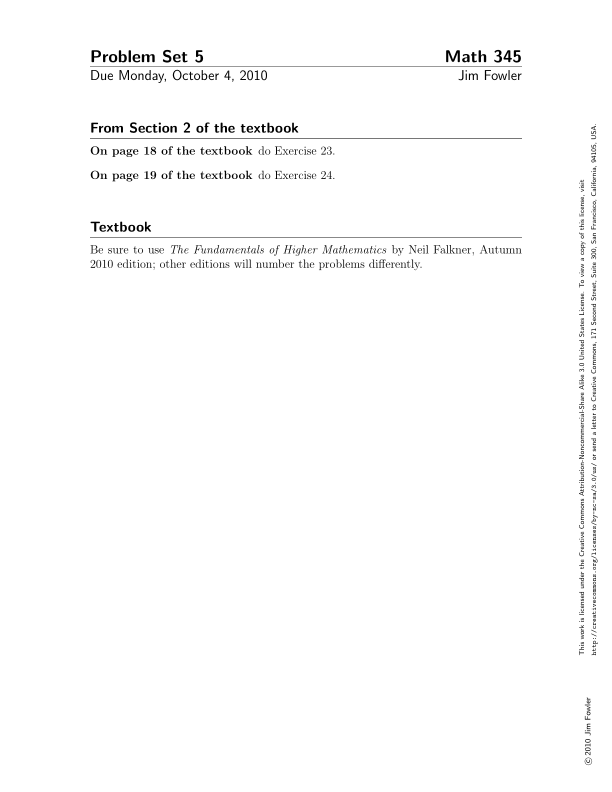 Problem Set 5
Math 345
Due Monday, October 4, 2010
Jim Fowler
From Section 2 of the textbook
On page 18 of the textbook do Exercise 23.
On page 19 of the textbook do Exercise 24.
Textbook
Be sure to use The Fundamentals of Higher Mathematics by Neil Falkner, Autumn
2010 edition; other editions will number the problems differently.
This work is licensed under the Creative Commons Attribution-Noncommercial-Share Alike 3.0 United States License. To view a copy of this license, visit
http://creativecommons.org/licenses/by-nc-sa/3.0/us/ or send a letter to Creative Commons, 171 Second Street, Suite 300, San Francisco, California, 94105, USA.
© 2010 Jim Fowler